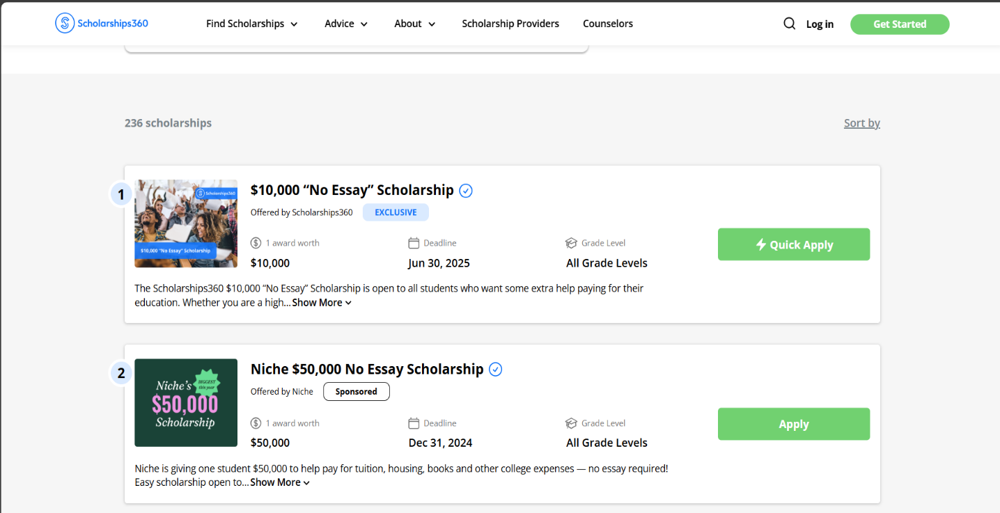 Scholarships360
Find Scholarships
Advice
About
Scholarship Providers
Counselors
Log in
Get Started
236 scholarships
Sort by
1
Scholarships360
$10,000 “No Essay” Scholarship
$10,000 “No Essay” Scholarship
Offered by Scholarships360
EXCLUSIVE
1 award worth
$10,000
Deadline
Jun 30, 2025
Grade Level
All Grade Levels
Quick Apply
The Scholarships360 $10,000 “No Essay” Scholarship is open to all students who want some extra help paying for their
education. Whether you are a high... Show More
2
Niche's
BIGGEST
this year
$50,000
Scholarship
Niche $50,000 No Essay Scholarship
Offered by Niche
Sponsored
1 award worth
$50,000
Deadline
Dec 31, 2024
Grade Level
All Grade Levels
Apply
Niche is giving one student $50,000 to help pay for tuition, housing, books and other college expenses — no essay required!
Easy scholarship open to... Show More